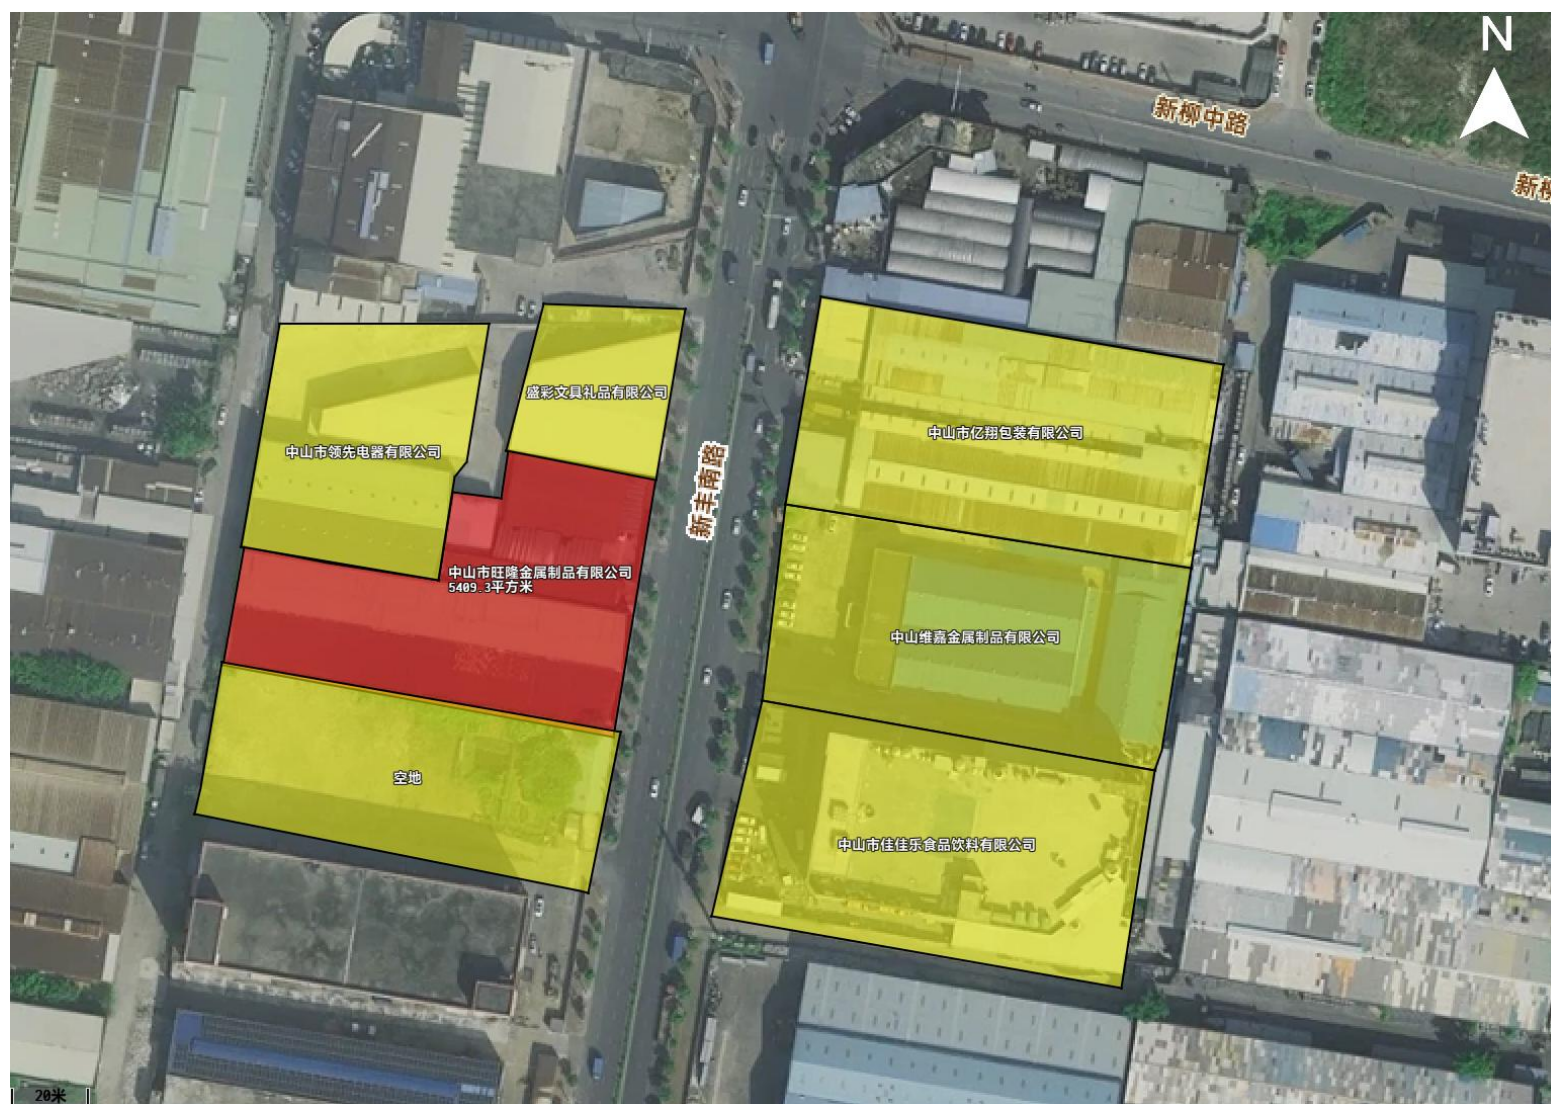 N
新柳中路
新柳
盛彩文具礼品有限公司
中山市领先电器有限公司
中山市亿翔包装有限公司
新丰南路
中山市旺隆金属制品有限公司
5409.3平方米
中山维嘉金属制品有限公司
空地
中山市佳佳乐食品饮料有限公司
20米